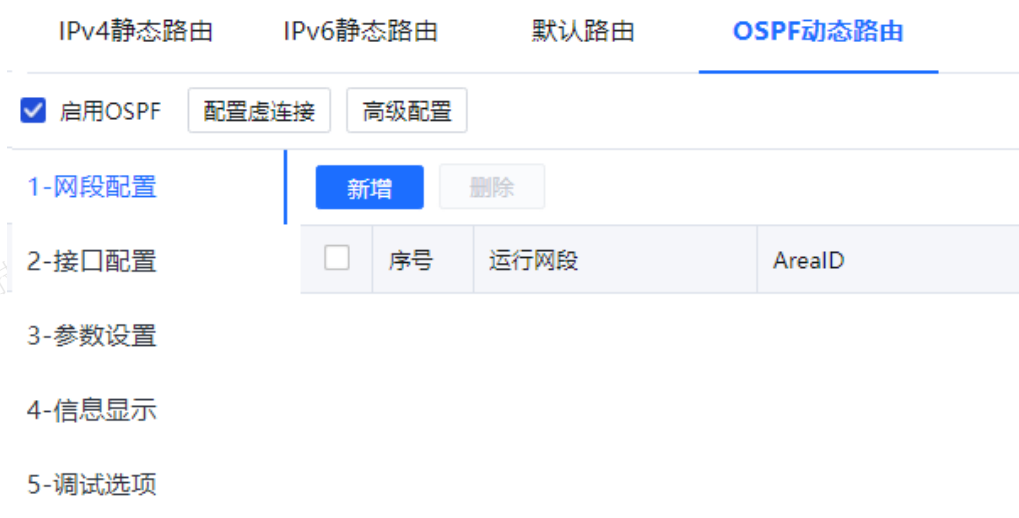 IPv4静态路由 IPv6静态路由 默认路由 OSPF动态路由
启用OSPF 配置虚连接 高级配置
1-网段配置 新增 删除
2-接口配置 序号 运行网段 AreaID
3-参数设置
4-信息显示
5-调试选项